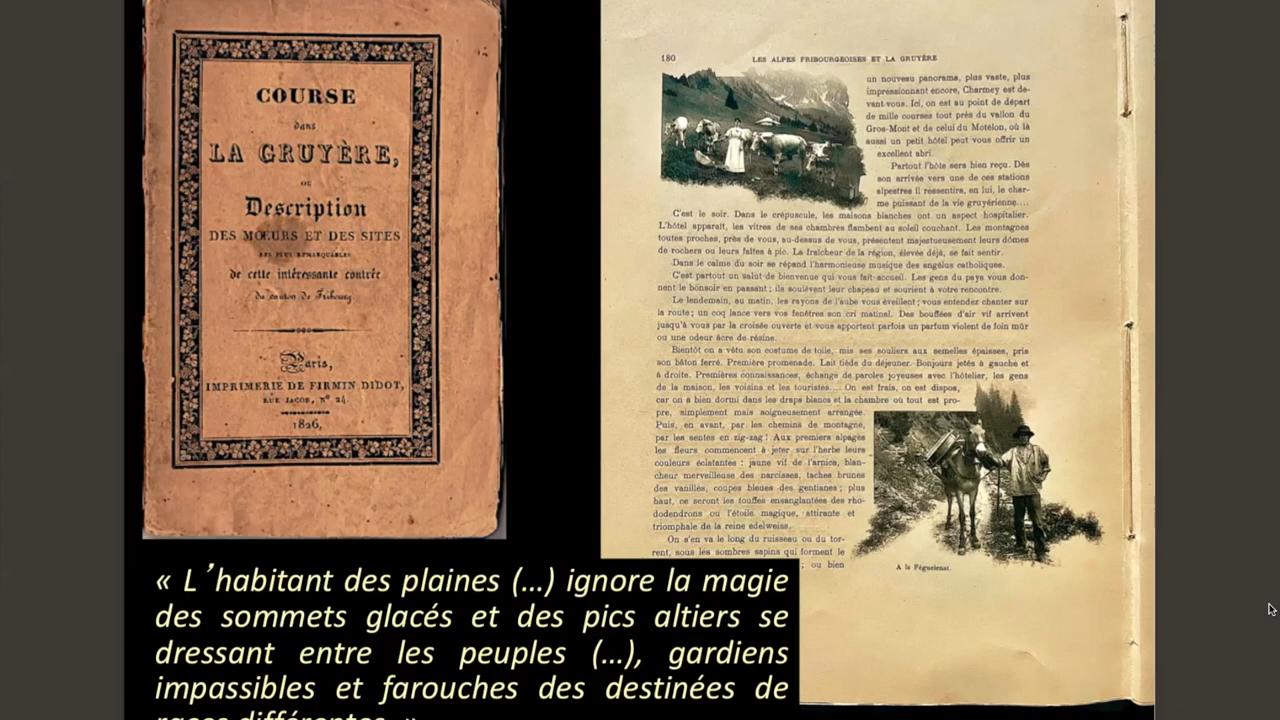 COURSE
dans
LA GRUYÈRE,
ou
Description
DES MŒURS ET DES SITES
LES PLUS REMARQUABLES
de cette intéressante contrée
du canton de Fribourg
Paris,
IMPRIMERIE DE FIRMIN DIDOT,
RUE JACOB, Nº 24.
1826,
180 LES ALPES FRIBOURGEOISES ET LA GRUYÈRE
un nouveau panorama, plus vaste, plus
impressionnant encore, Charmey est de-
vant vous. Ici, on est au point de départ
de mille courses tout près du vallon du
Gros-Mont et de celui du Motélon, où là
aussi un petit hôtel peut vous offrir un
excellent abri.
Partout l'hôte sera bien reçu. Dès
son arrivée vers une de ces stations
alpestres il ressentira, en lui, le char-
me puissant de la vie gruyérienne....
C'est le soir. Dans le crépuscule, les maisons blanches ont un aspect hospitalier.
L'hôtel apparaît, les vitres de ses chambres flambent au soleil couchant. Les montagnes
toutes proches, près de vous, au-dessus de vous, présentent majestueusement leurs dômes
de rochers ou leurs faîtes à pic. La fraîcheur de la région, élevée déjà, se fait sentir.
Dans le calme du soir se répand l'harmonieuse musique des angélus catholiques.
C'est partout un salut de bienvenue qui vous fait accueil. Les gens du pays vous don-
nent le bonsoir en passant ; ils soulèvent leur chapeau et sourient à votre rencontre.
Le lendemain, au matin, les rayons de l'aube vous éveillent ; vous entendez chanter sur
la route ; un coq lance vers vos fenêtres son cri matinal. Des bouffées d'air vif arrivent
jusqu'à vous par la croisée ouverte et vous apportent parfois un parfum violent de foin mûr
ou une odeur âcre de résine.
Bientôt on a vêtu son costume de toile, mis ses souliers aux semelles épaisses, pris
son bâton ferré. Première promenade. Lait tiède du déjeuner. Bonjours jetés à gauche et
à droite. Premières connaissances, échange de paroles joyeuses avec l'hôtelier, les gens
de la maison, les voisins et les touristes.... On est frais, on est dispos,
car on a bien dormi dans les draps blancs et la chambre où tout est pro-
pre, simplement mais soigneusement arrangée.
Puis, en avant, par les chemins de montagne,
par les sentes en zig-zag ! Aux premiers alpages
les fleurs commencent à jeter sur l'herbe leurs
couleurs éclatantes : jaune vif de l'arnica, blan-
cheur merveilleuse des narcisses, taches brunes
des vanillés, coupes bleues des gentianes ; plus
haut, ce seront les touffes ensanglantées des rho-
dodendrons ou l'étoile magique, attirante et
triomphale de la reine edelweiss.
On s'en va le long du ruisseau ou du tor-
rent, sous les sombres sapins qui forment le
; ou bien
A la Féguelenat.
« L'habitant des plaines (…) ignore la magie
des sommets glacés et des pics altiers se
dressant entre les peuples (…), gardiens
impassibles et farouches des destinées de
races différentes. »